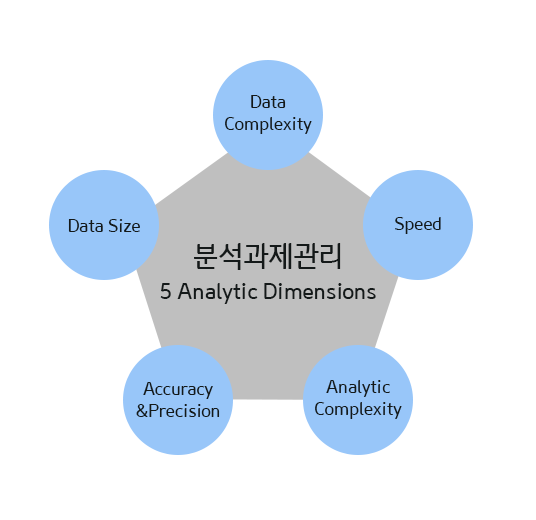 Data
Complexity
Data Size
Speed
분석과제관리
5 Analytic Dimensions
Accuracy
&Precision
Analytic
Complexity